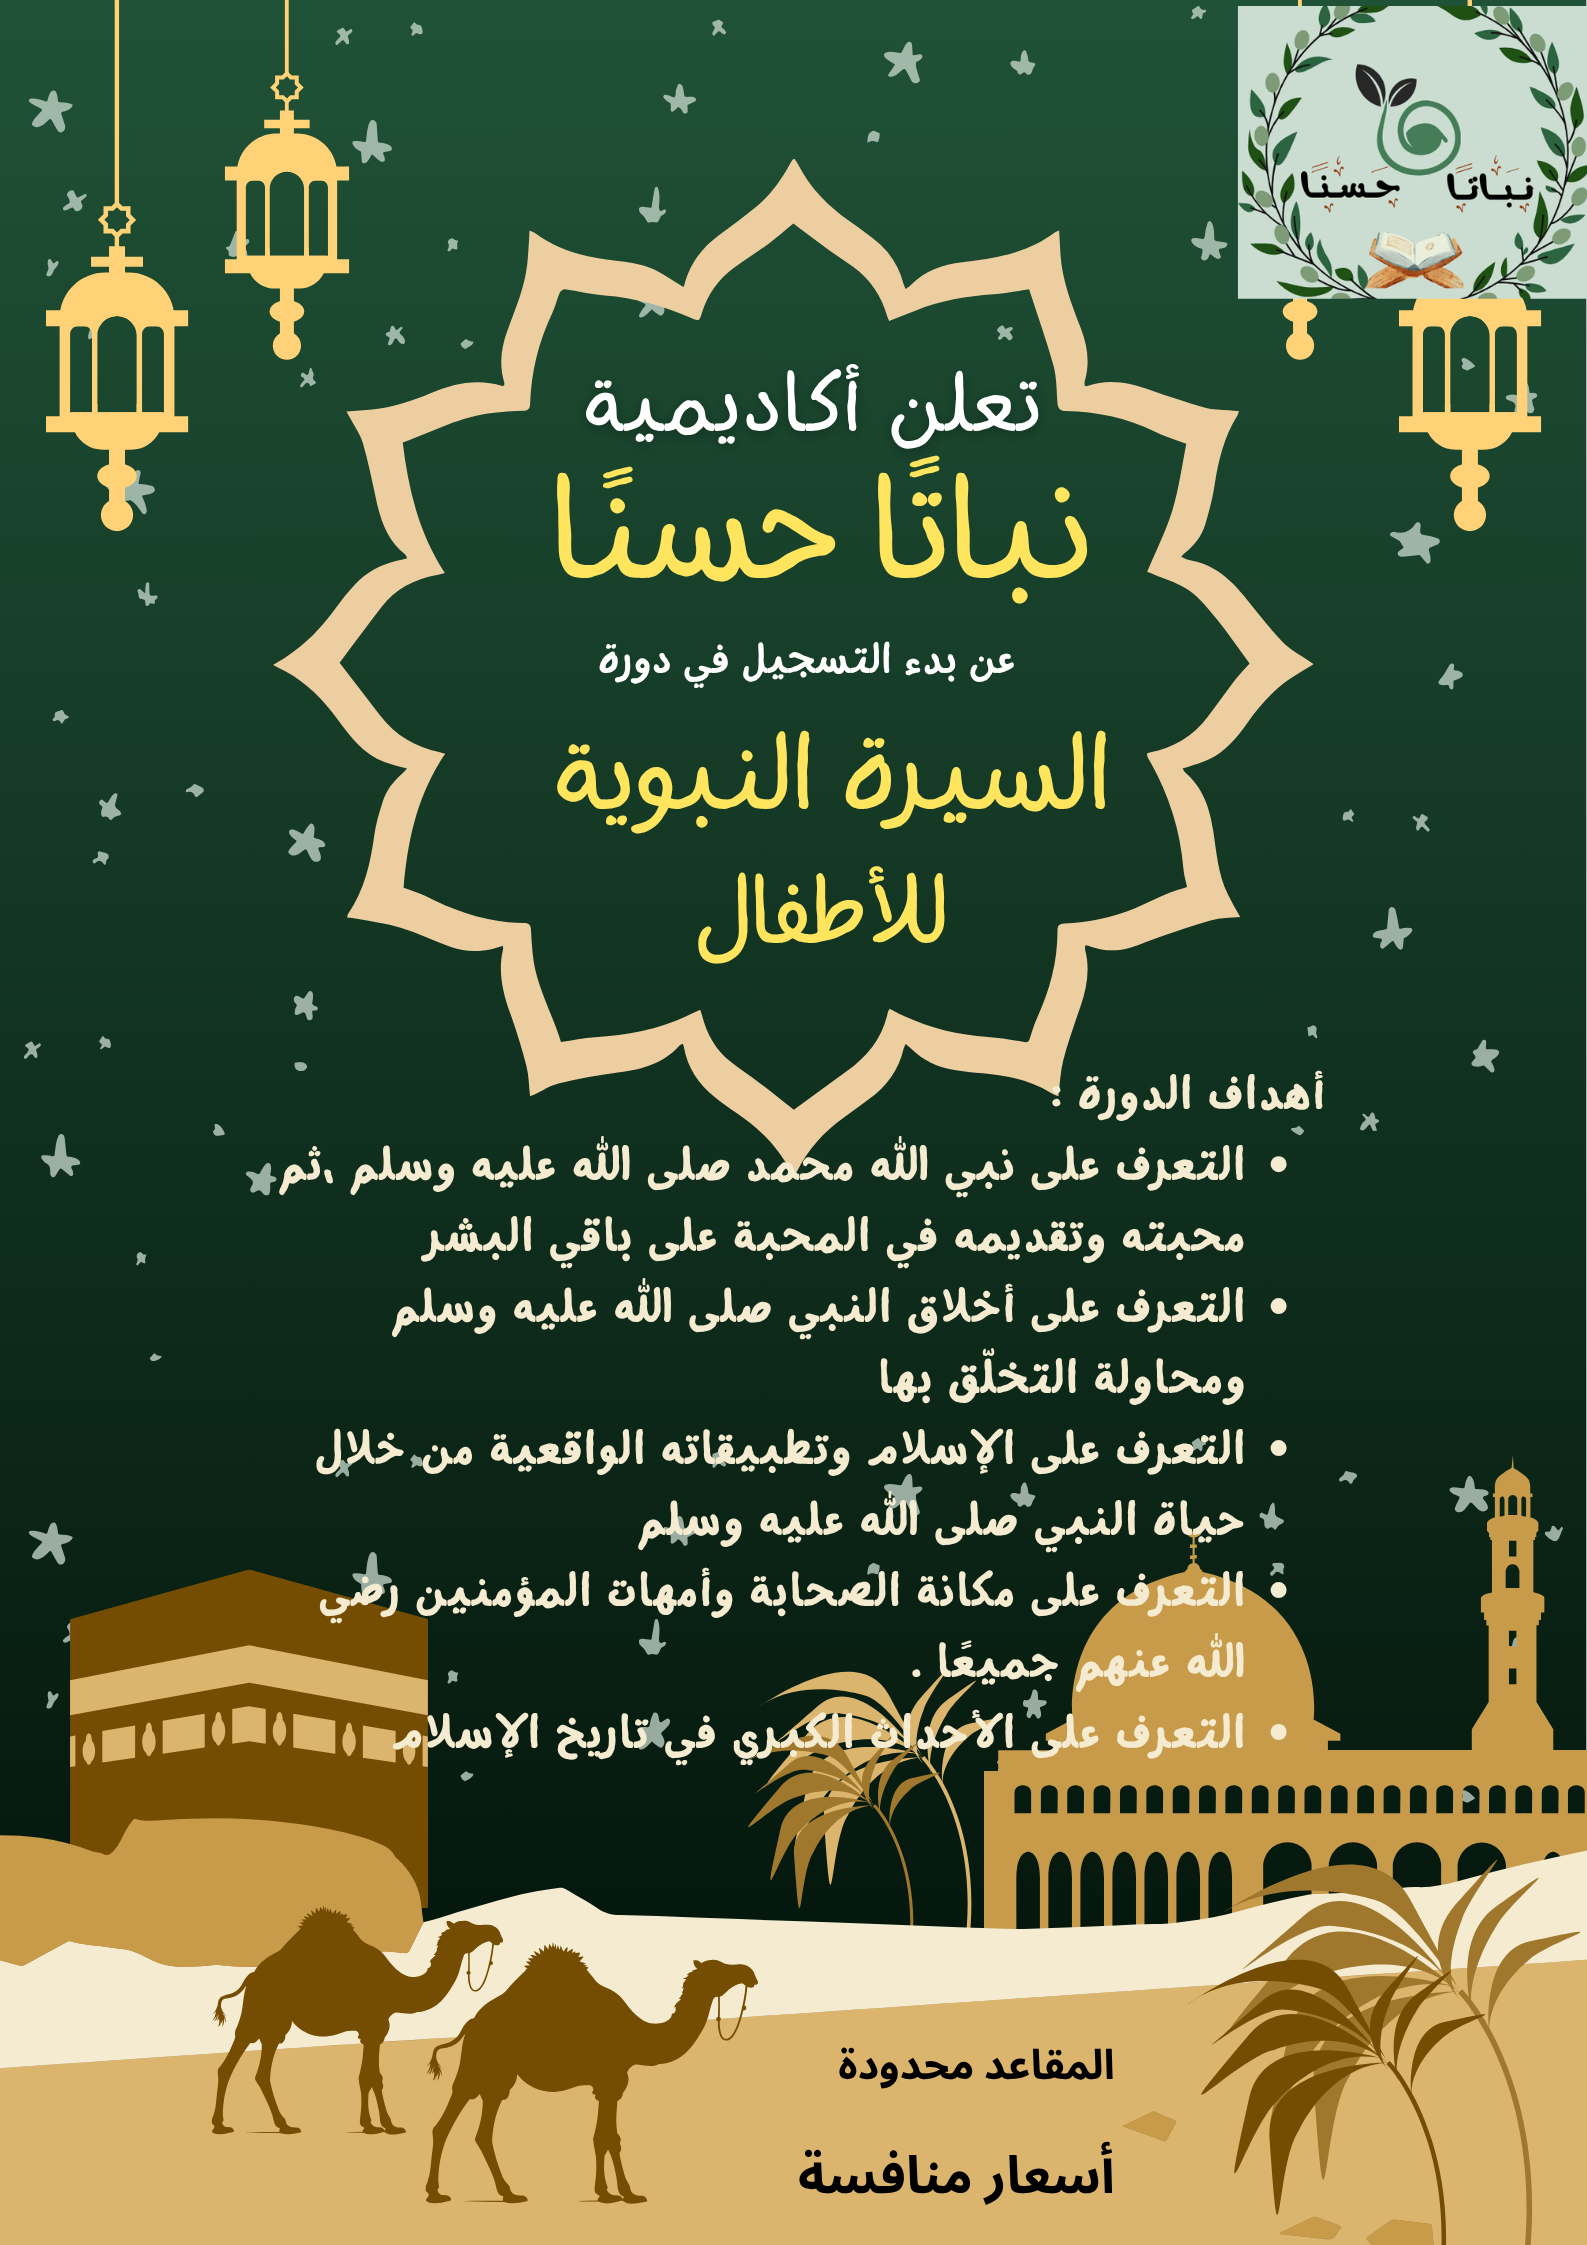 نباتًا حسنًا
تعلن أكاديمية
نباتًا حسنًا
عن بدء التسجيل في دورة
السيرة النبوية
للأطفال
أهداف الدورة :
• التعرف على نبي الله محمد صلى الله عليه وسلم ،ثم
محبته وتقديمه في المحبة على باقي البشر
• التعرف على أخلاق النبي صلى الله عليه وسلم
ومحاولة التخلّق بها
• التعرف على الإسلام وتطبيقاته الواقعية من خلال
حياة النبي صلى الله عليه وسلم
• التعرف على مكانة الصحابة وأمهات المؤمنين رضي
الله عنهم جميعًا .
• التعرف على الأحداث الكبري في تاريخ الإسلام
المقاعد محدودة
أسعار منافسة